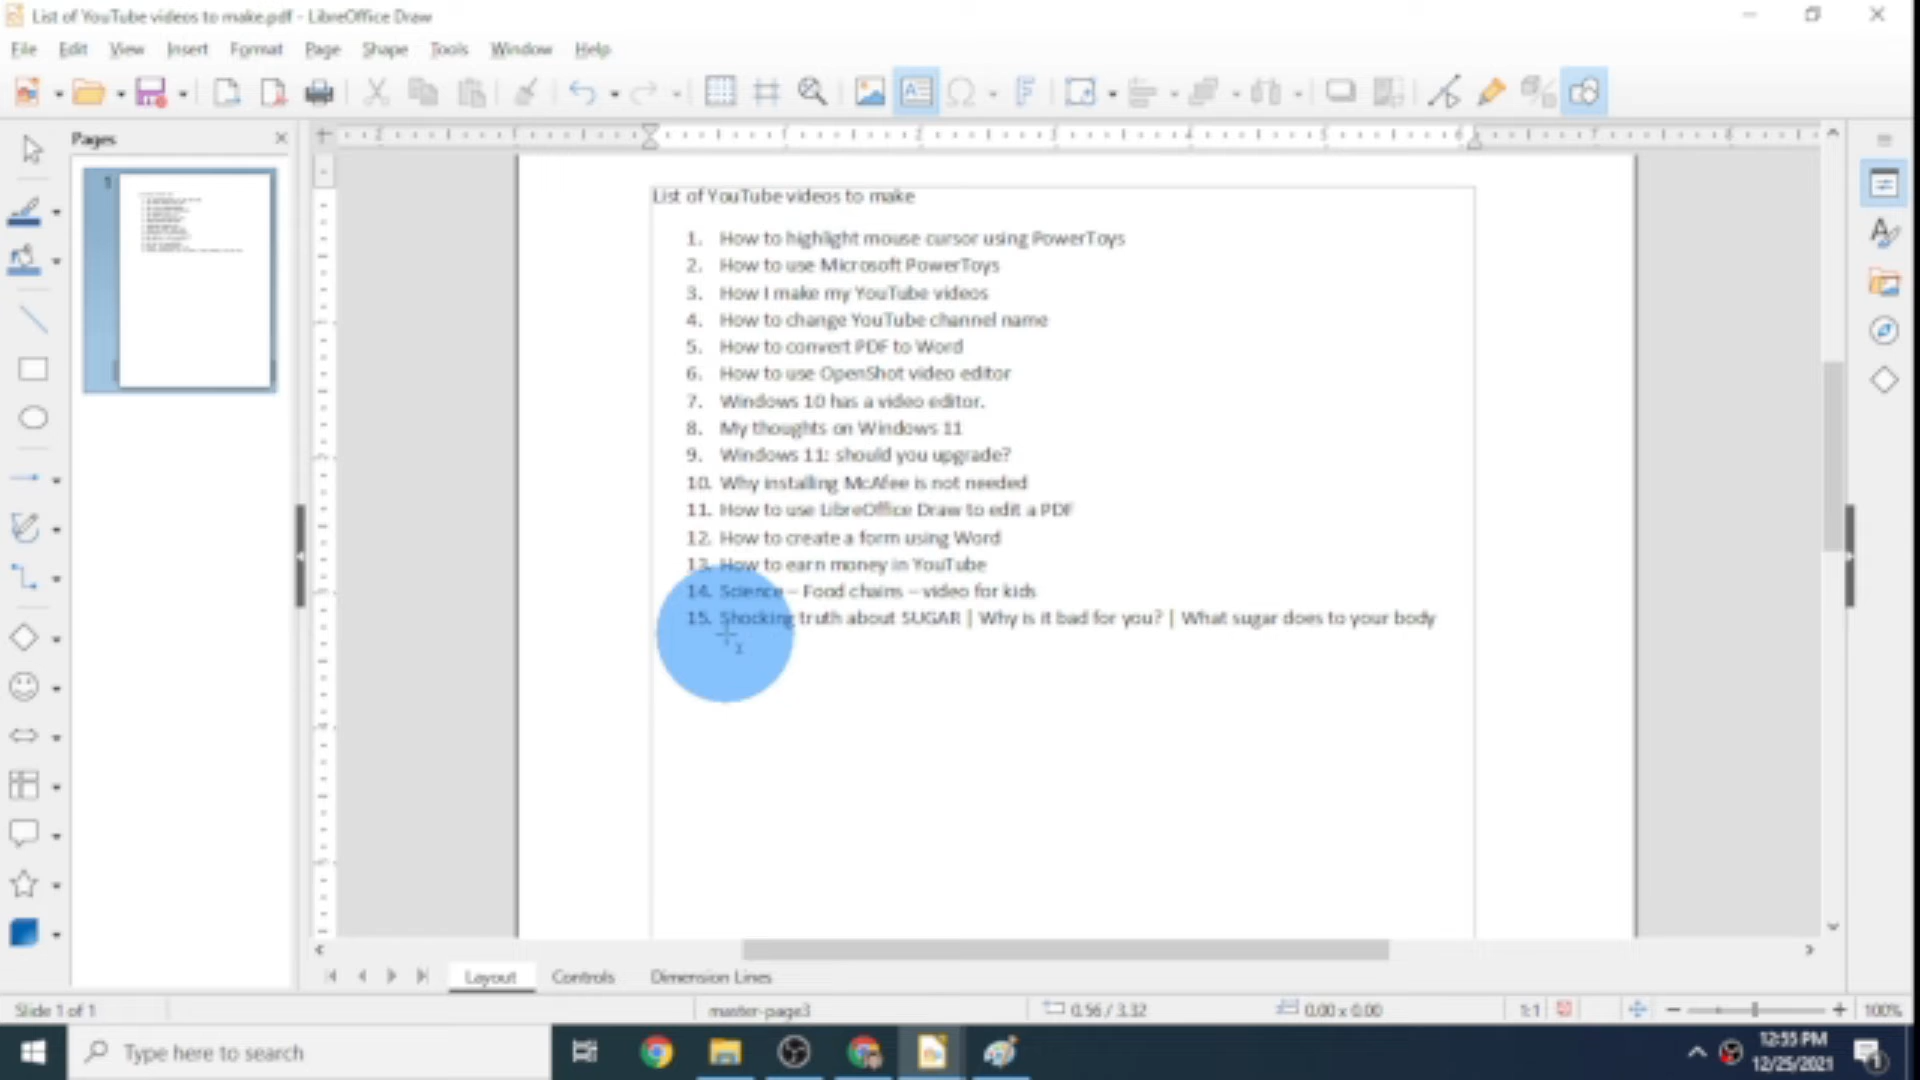 List of YouTube videos to make.pdf - LibreOffice Draw
File Edit View Insert Format Page Shape Tools Window Help
Pages
1
List of YouTube videos to make
1. How to highlight mouse cursor using PowerToys
2. How to use Microsoft PowerToys
3. How I make my YouTube videos
4. How to change YouTube channel name
5. How to convert PDF to Word
6. How to use OpenShot video editor
7. Windows 10 has a video editor.
8. My thoughts on Windows 11
9. Windows 11: should you upgrade?
10. Why installing McAfee is not needed
11. How to use LibreOffice Draw to edit a PDF
12. How to create a form using Word
13. How to earn money in YouTube
14. Science – Food chains – video for kids
15. Shocking truth about SUGAR | Why is it bad for you? | What sugar does to your body
Layout Controls Dimension Lines
Slide 1 of 1 master-page3 0.56 / 3.32 0.00 x 0.00 1:1 100%
Type here to search
12:55 PM
12/25/2021
1